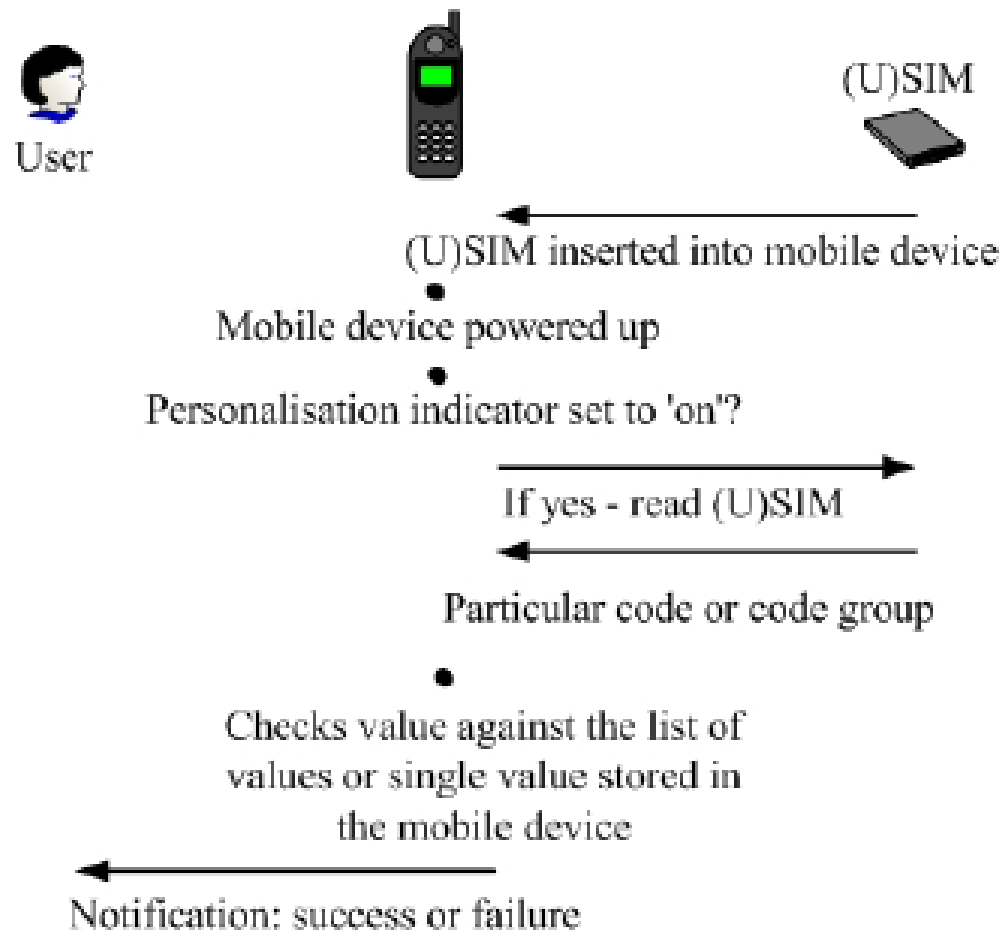 User
(U)SIM
(U)SIM inserted into mobile device
Mobile device powered up
Personalisation indicator set to 'on'?
If yes - read (U)SIM
Particular code or code group
Checks value against the list of
values or single value stored in
the mobile device
Notification: success or failure